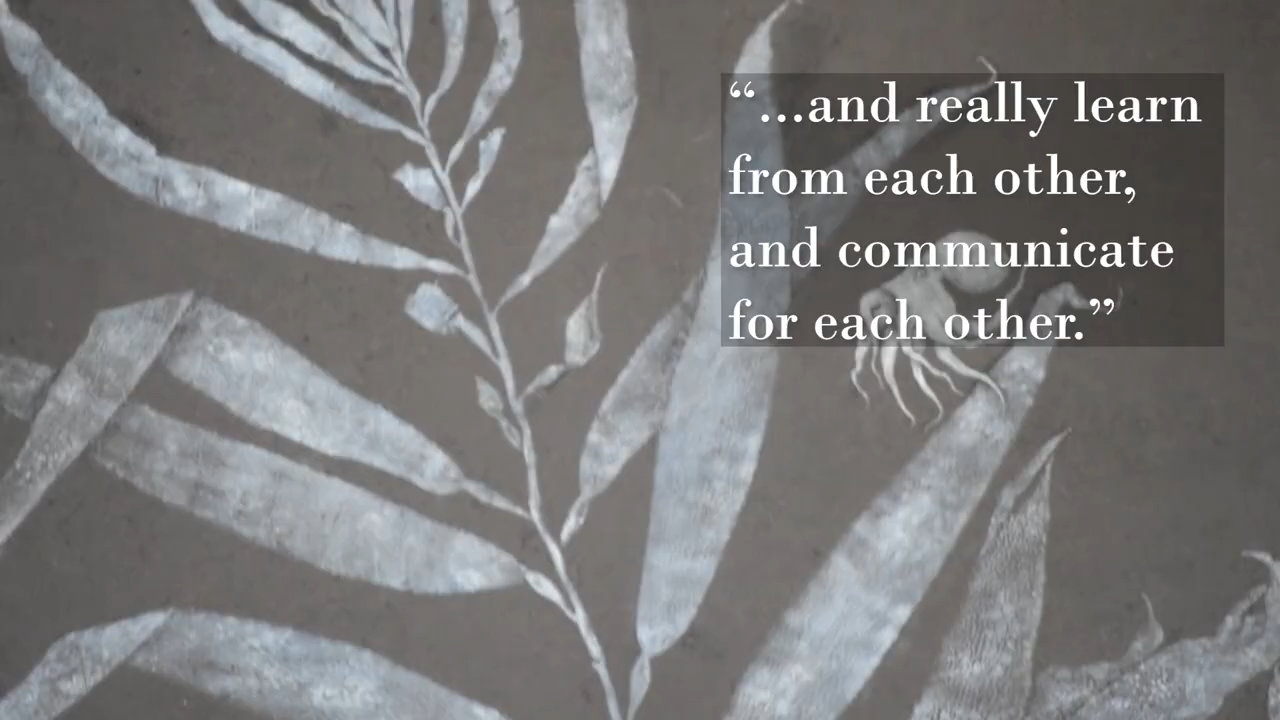 “...and really learn
from each other,
and communicate
for each other.”